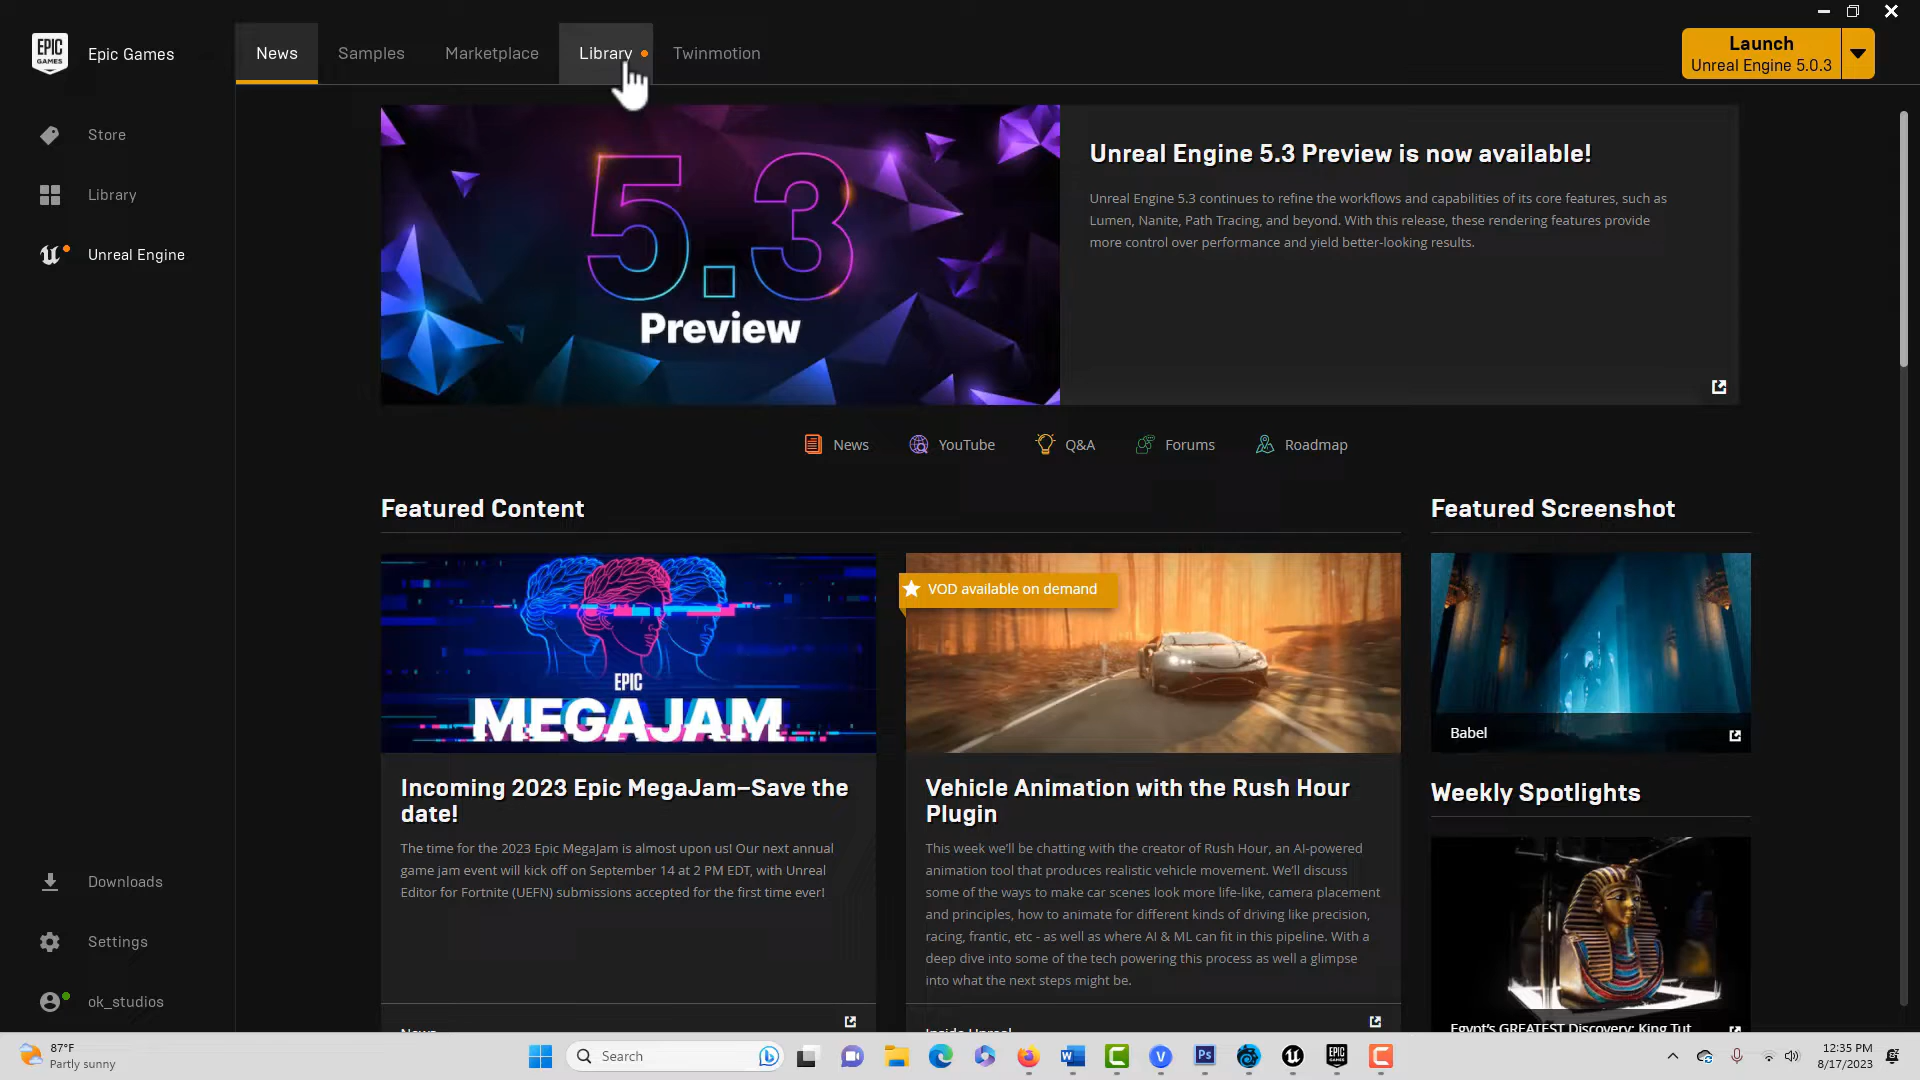 EPIC
GAMES
Epic Games
News
Samples
Marketplace
Library
Twinmotion
Launch
Unreal Engine 5.0.3
Store
Library
Unreal Engine
5.3
Preview
Unreal Engine 5.3 Preview is now available!
Unreal Engine 5.3 continues to refine the workflows and capabilities of its core features, such as
Lumen, Nanite, Path Tracing, and beyond. With this release, these rendering features provide
more control over performance and yield better-looking results.
News
YouTube
Q&A
Forums
Roadmap
Featured Content
EPIC
MEGAJAM
Incoming 2023 Epic MegaJam—Save the
date!
The time for the 2023 Epic MegaJam is almost upon us! Our next annual
game jam event will kick off on September 14 at 2 PM EDT, with Unreal
Editor for Fortnite (UEFN) submissions accepted for the first time ever!
News
VOD available on demand
Vehicle Animation with the Rush Hour
Plugin
This week we'll be chatting with the creator of Rush Hour, an AI-powered
animation tool that produces realistic vehicle movement. We'll discuss
some of the ways to make car scenes look more life-like, camera placement
and principles, how to animate for different kinds of driving like precision,
racing, frantic, etc - as well as where AI & ML can fit in this pipeline. With a
deep dive into some of the tech powering this process as well a glimpse
into what the next steps might be.
Inside Unreal
Featured Screenshot
Babel
Weekly Spotlights
Egypt's GREATEST Discovery: King Tut
Downloads
Settings
ok_studios
87°F
Partly sunny
Search
12:35 PM
8/17/2023